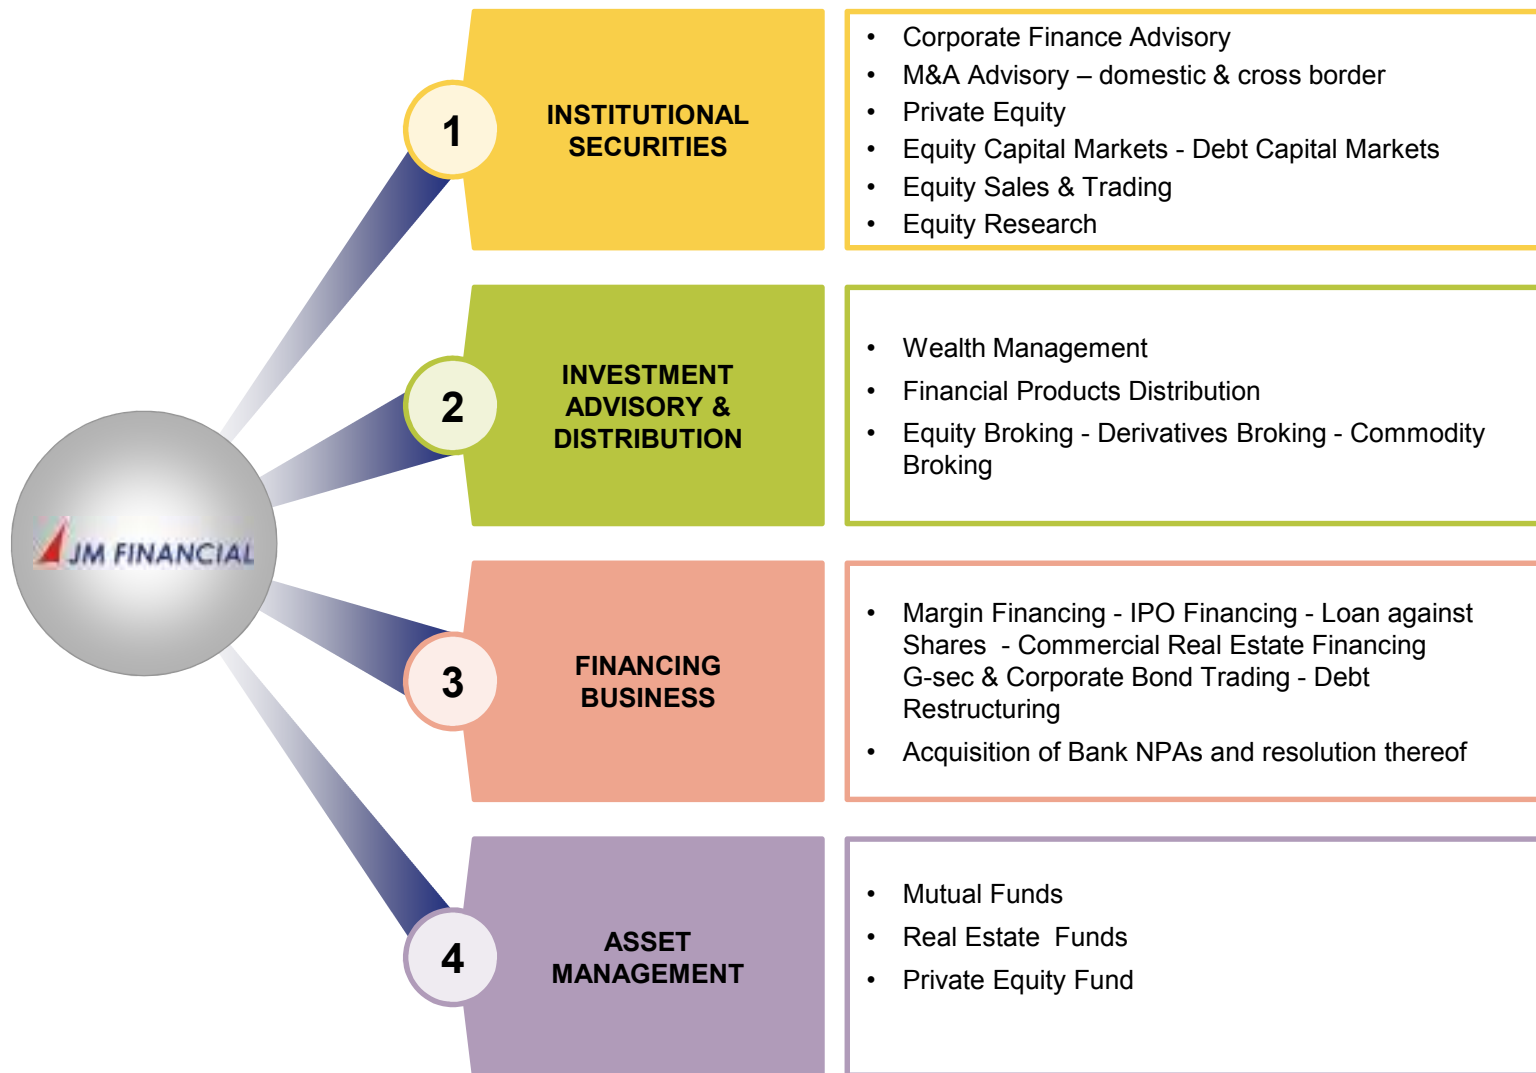 JM FINANCIAL
1
INSTITUTIONAL
SECURITIES
• Corporate Finance Advisory
• M&A Advisory – domestic & cross border
• Private Equity
• Equity Capital Markets - Debt Capital Markets
• Equity Sales & Trading
• Equity Research
2
INVESTMENT
ADVISORY &
DISTRIBUTION
• Wealth Management
• Financial Products Distribution
• Equity Broking - Derivatives Broking - Commodity
Broking
3
FINANCING
BUSINESS
• Margin Financing - IPO Financing - Loan against
Shares - Commercial Real Estate Financing
G-sec & Corporate Bond Trading - Debt
Restructuring
• Acquisition of Bank NPAs and resolution thereof
4
ASSET
MANAGEMENT
• Mutual Funds
• Real Estate Funds
• Private Equity Fund